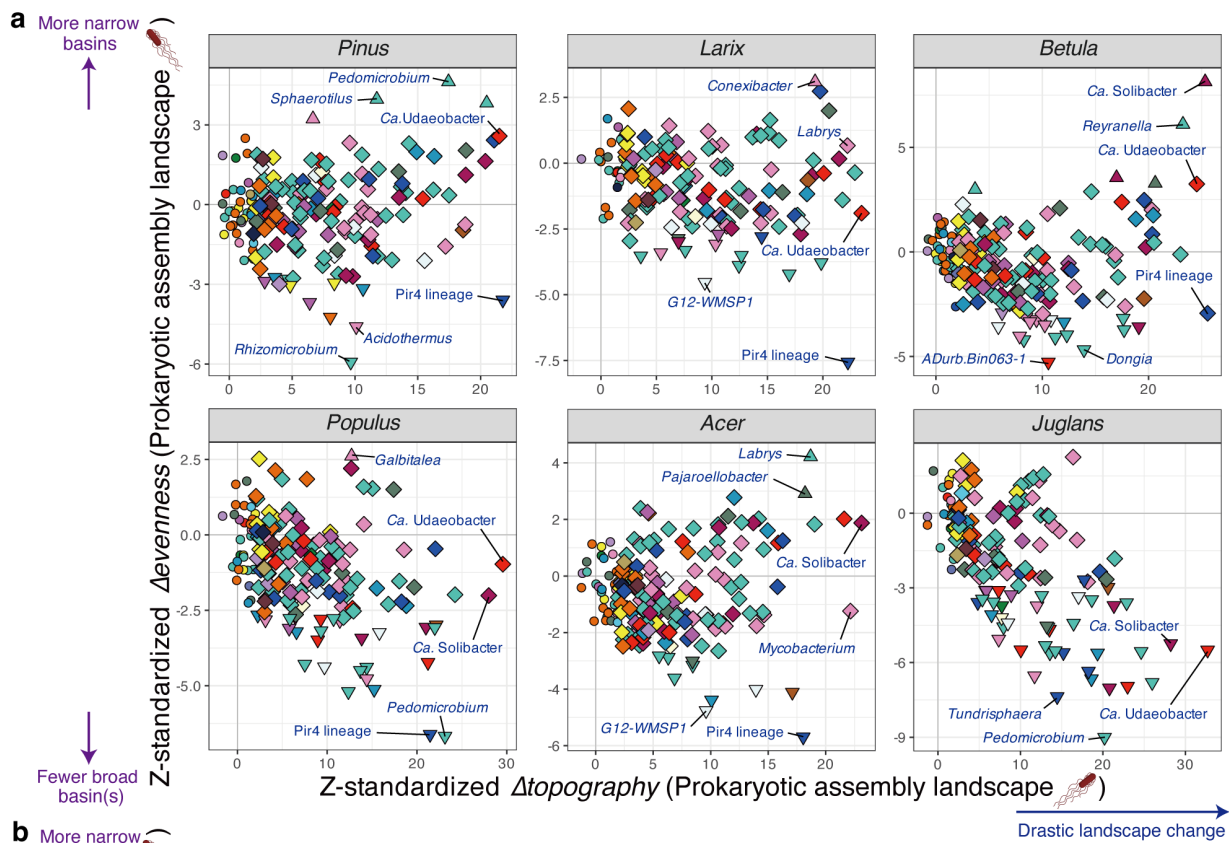 a
More narrow
basins
Z-standardized Δevenness (Prokaryotic assembly landscape )
Fewer broad
basin(s)
Pinus
Pedomicrobium
Sphaerotilus
Ca.Udaeobacter
Pir4 lineage
Acidothermus
Rhizomicrobium
3
0
-3
-6
0
5
10
15
20
Larix
Conexibacter
Labrys
Ca. Udaeobacter
G12-WMSP1
Pir4 lineage
2.5
0.0
-2.5
-5.0
-7.5
0
5
10
15
20
Betula
Ca. Solibacter
Reyranella
Ca. Udaeobacter
Pir4 lineage
ADurb.Bin063-1
Dongia
5
0
-5
0
10
20
Populus
Galbitalea
Ca. Udaeobacter
Ca. Solibacter
Pedomicrobium
Pir4 lineage
2.5
0.0
-2.5
-5.0
0
10
20
30
Acer
Labrys
Pajaroellobacter
Ca. Solibacter
Mycobacterium
G12-WMSP1
Pir4 lineage
4
2
0
-2
-4
-6
0
5
10
15
20
Juglans
Ca. Solibacter
Tundrisphaera
Ca. Udaeobacter
Pedomicrobium
0
-3
-6
-9
0
10
20
30
Z-standardized Δtopography (Prokaryotic assembly landscape )
Drastic landscape change
b
More narrow )